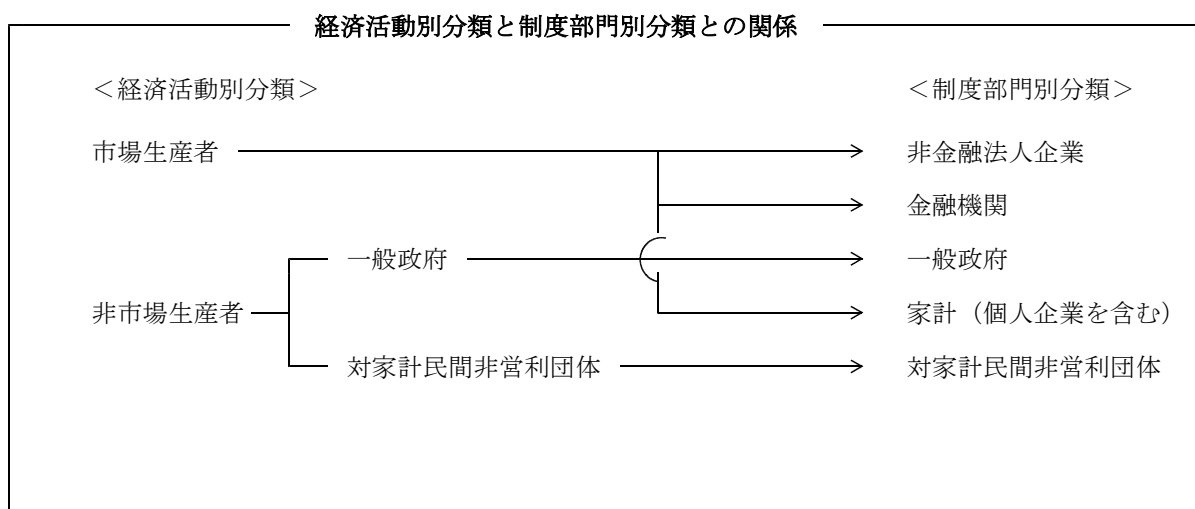 経済活動別分類と制度部門別分類との関係
＜経済活動別分類＞ ＜制度部門別分類＞
市場生産者 非金融法人企業
金融機関
一般政府 一般政府
非市場生産者 家計（個人企業を含む）
対家計民間非営利団体 対家計民間非営利団体